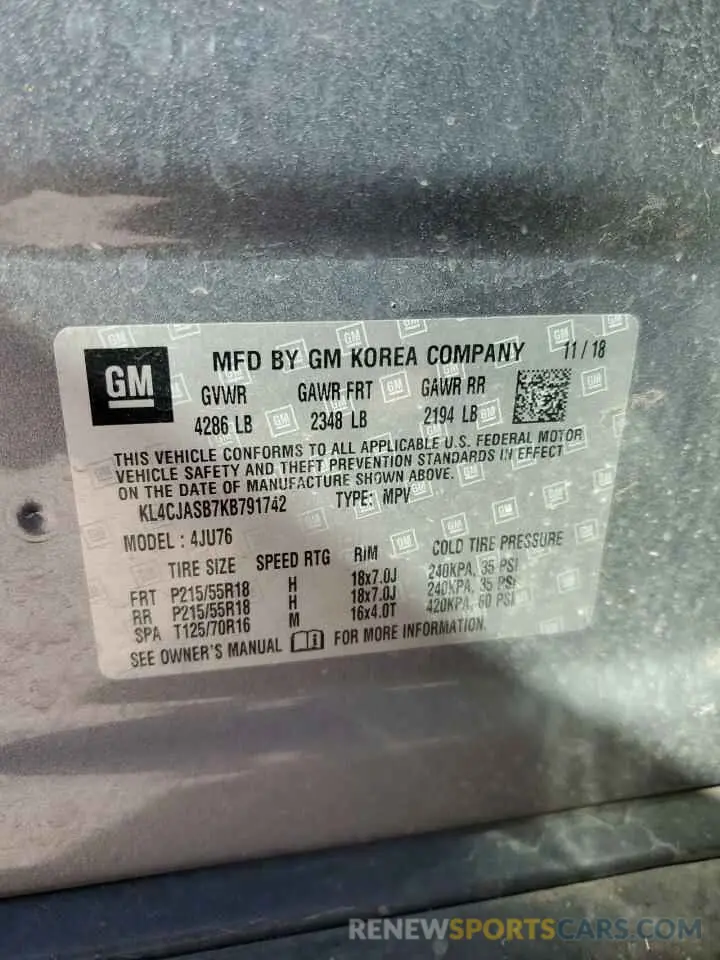 GM MFD BY GM KOREA COMPANY 11 / 18
GVWR GAWR FRT GAWR RR
4286 LB 2348 LB 2194 LB
THIS VEHICLE CONFORMS TO ALL APPLICABLE U.S. FEDERAL MOTOR
VEHICLE SAFETY AND THEFT PREVENTION STANDARDS IN EFFECT
ON THE DATE OF MANUFACTURE SHOWN ABOVE.
KL4CJASB7KB791742 TYPE: MPV
MODEL : 4JU76
TIRE SIZE SPEED RTG RIM COLD TIRE PRESSURE
FRT P215/55R18 H 18x7.0J 240KPA, 35 PSI
RR P215/55R18 H 18x7.0J 240KPA, 35 PSI
SPA T125/70R16 M 16x4.0T 420KPA, 60 PSI
SEE OWNER'S MANUAL FOR MORE INFORMATION.
RENEWSPORTSCARS.COM